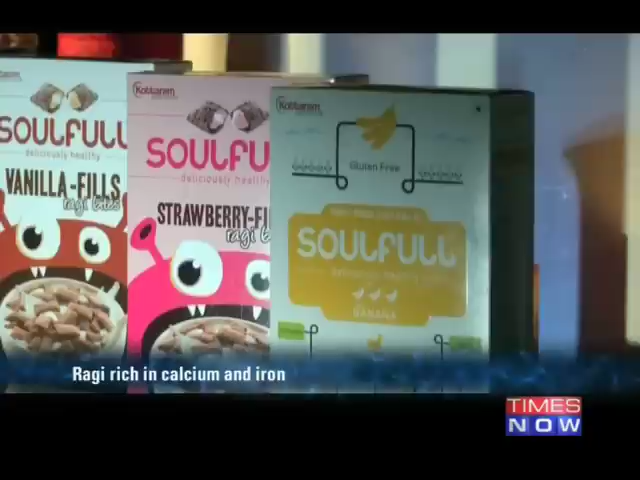 Kottaram
SOULFULL
deliciously healthy
VANILLA-FILLS
ragi bites
Kottaram
SOULFU
deliciously healthy
STRAWBERRY-FI
ragi b
Kottaram
Gluten Free
SOULFULL
BANANA
Ragi rich in calcium and iron
TIMES
NOW